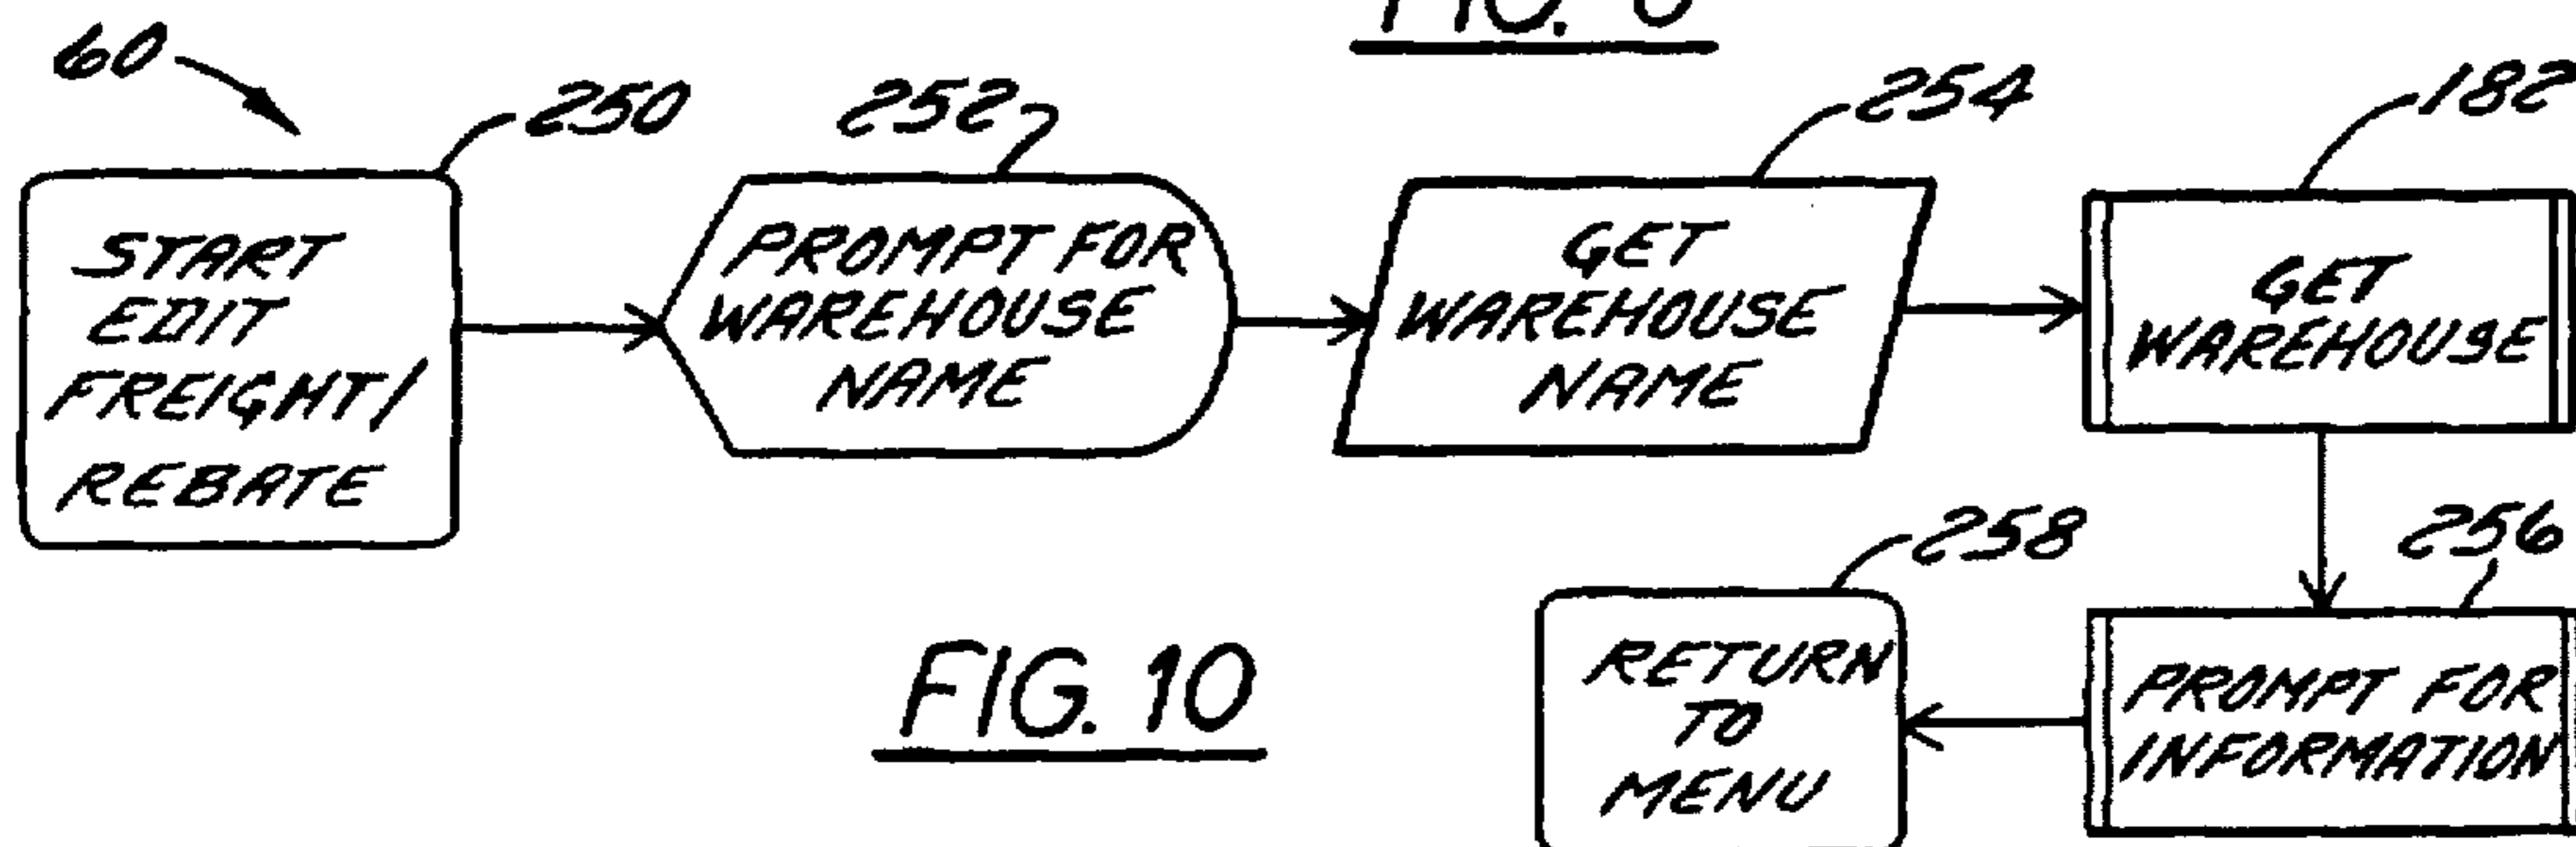 60
250
252
254
182
START
EDIT
FREIGHT/
REBATE
PROMPT FOR
WAREHOUSE
NAME
GET
WAREHOUSE
NAME
GET
WAREHOUSE
258
256
RETURN
TO
MENU
PROMPT FOR
INFORMATION
FIG. 10